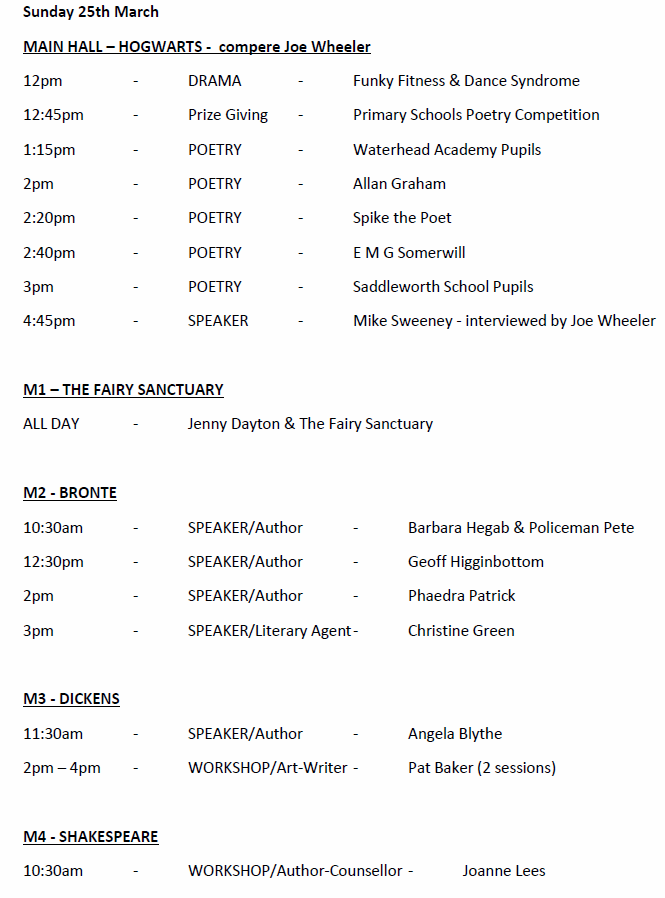 Sunday 25th March
MAIN HALL – HOGWARTS -  compere Joe Wheeler
12pm - DRAMA - Funky Fitness & Dance Syndrome
12:45pm - Prize Giving - Primary Schools Poetry Competition
1:15pm - POETRY - Waterhead Academy Pupils
2pm - POETRY - Allan Graham
2:20pm - POETRY - Spike the Poet
2:40pm - POETRY - E M G Somerwill
3pm - POETRY - Saddleworth School Pupils
4:45pm - SPEAKER - Mike Sweeney - interviewed by Joe Wheeler
M1 – THE FAIRY SANCTUARY
ALL DAY - Jenny Dayton & The Fairy Sanctuary
M2 - BRONTE
10:30am - SPEAKER/Author - Barbara Hegab & Policeman Pete
12:30pm - SPEAKER/Author - Geoff Higginbottom
2pm - SPEAKER/Author - Phaedra Patrick
3pm - SPEAKER/Literary Agent - Christine Green
M3 - DICKENS
11:30am - SPEAKER/Author - Angela Blythe
2pm – 4pm - WORKSHOP/Art-Writer - Pat Baker (2 sessions)
M4 - SHAKESPEARE
10:30am - WORKSHOP/Author-Counsellor - Joanne Lees